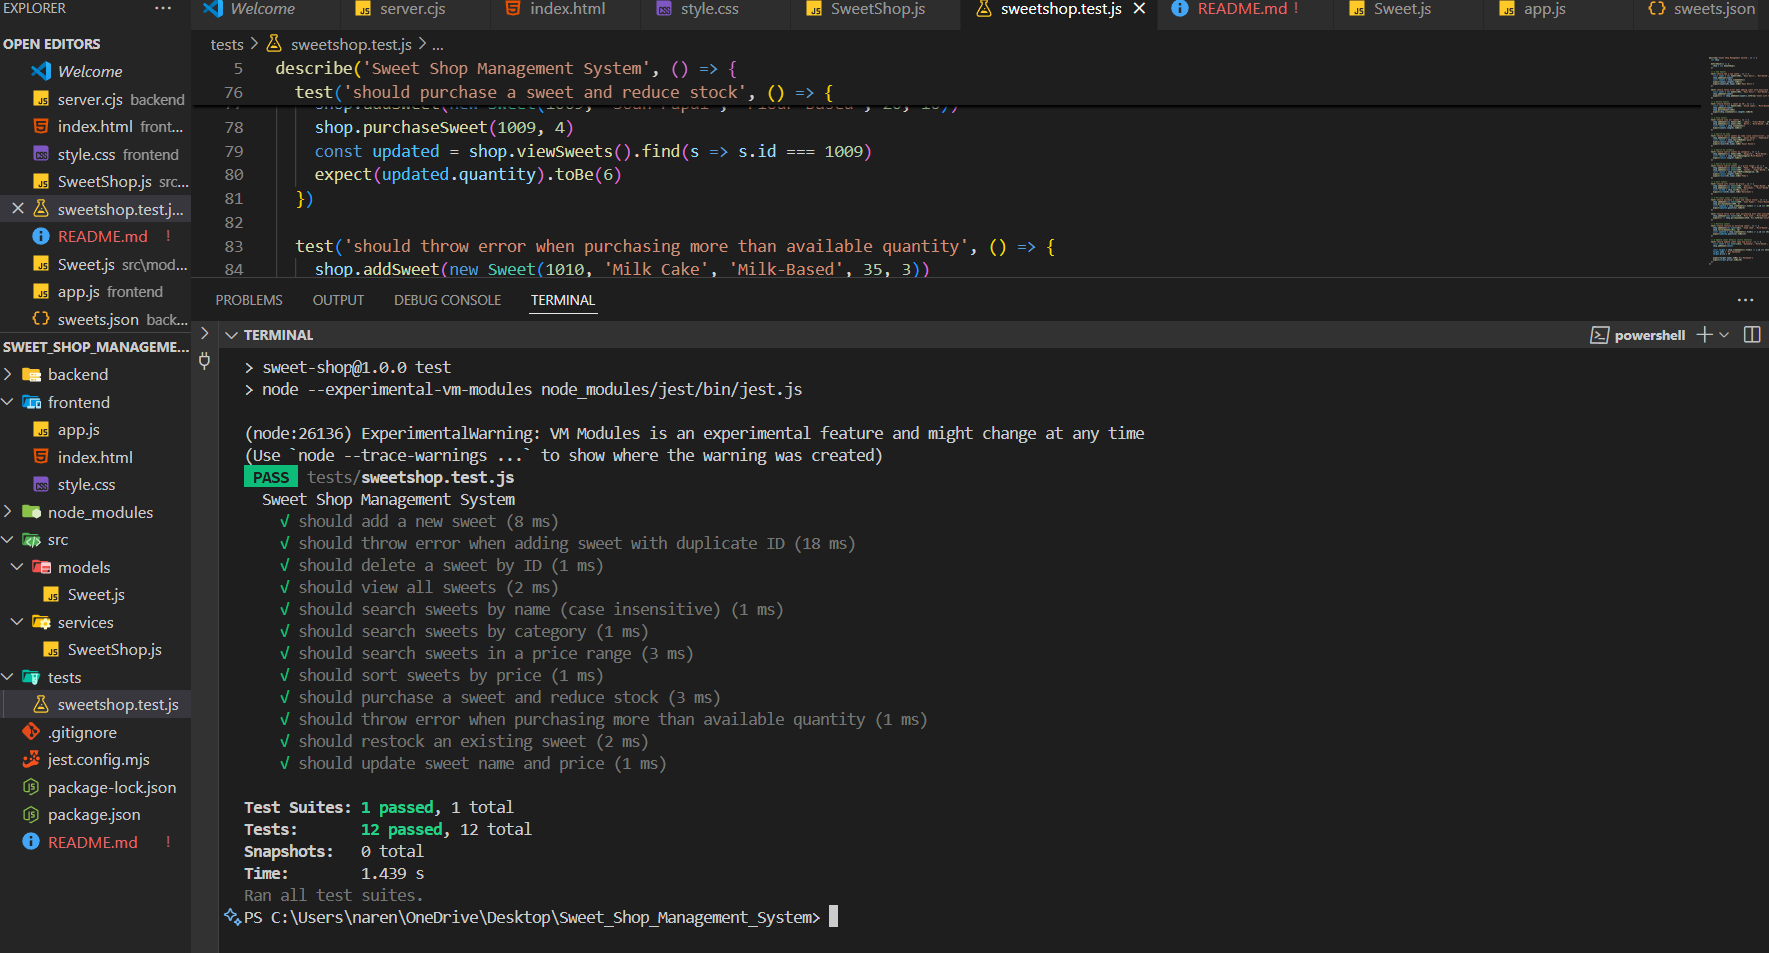 EXPLORER ...
OPEN EDITORS
Welcome
server.cjs backend
index.html front...
style.css frontend
SweetShop.js src...
sweetshop.test.j...
README.md !
Sweet.js src\mod...
app.js frontend
sweets.json back...
SWEET_SHOP_MANAGEME...
backend
frontend
app.js
index.html
style.css
node_modules
src
models
Sweet.js
services
SweetShop.js
tests
sweetshop.test.js
.gitignore
jest.config.mjs
package-lock.json
package.json
README.md !
Welcome server.cjs index.html style.css SweetShop.js sweetshop.test.js README.md ! Sweet.js app.js sweets.json
tests > sweetshop.test.js > ...
5 describe('Sweet Shop Management System', () => {
76 test('should purchase a sweet and reduce stock', () => {
78 shop.purchaseSweet(1009, 4)
79 const updated = shop.viewSweets().find(s => s.id === 1009)
80 expect(updated.quantity).toBe(6)
81 })
82
83 test('should throw error when purchasing more than available quantity', () => {
84 shop.addSweet(new Sweet(1010, 'Milk Cake', 'Milk-Based', 35, 3))
PROBLEMS OUTPUT DEBUG CONSOLE TERMINAL ...
TERMINAL powershell
> sweet-shop@1.0.0 test
> node --experimental-vm-modules node_modules/jest/bin/jest.js
(node:26136) ExperimentalWarning: VM Modules is an experimental feature and might change at any time
(Use `node --trace-warnings ...` to show where the warning was created)
PASS tests/sweetshop.test.js
Sweet Shop Management System
√ should add a new sweet (8 ms)
√ should throw error when adding sweet with duplicate ID (18 ms)
√ should delete a sweet by ID (1 ms)
√ should view all sweets (2 ms)
√ should search sweets by name (case insensitive) (1 ms)
√ should search sweets by category (1 ms)
√ should search sweets in a price range (3 ms)
√ should sort sweets by price (1 ms)
√ should purchase a sweet and reduce stock (3 ms)
√ should throw error when purchasing more than available quantity (1 ms)
√ should restock an existing sweet (2 ms)
√ should update sweet name and price (1 ms)
Test Suites: 1 passed, 1 total
Tests: 12 passed, 12 total
Snapshots: 0 total
Time: 1.439 s
Ran all test suites.
PS C:\Users\naren\OneDrive\Desktop\Sweet_Shop_Management_System>